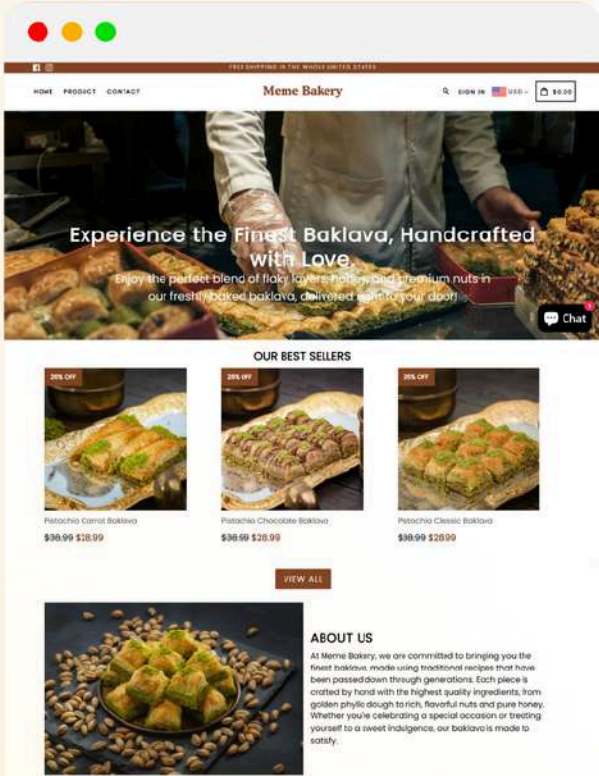 FREE SHIPPING IN THE WHOLE UNITED STATES
HOME PRODUCT CONTACT
Meme Bakery
SIGN IN USD $0.00
Experience the Finest Baklava, Handcrafted
with Love.
Enjoy the perfect blend of flaky layers, honey, and premium nuts in
our freshly baked baklava, delivered right to your door!
1
Chat
OUR BEST SELLERS
26% OFF
26% OFF
26% OFF
Pistachio Carrot Baklava
Pistachio Chocolate Baklava
Pistachio Classic Baklava
$38.99 $18.99
$38.99 $28.99
$38.99 $28.99
VIEW ALL
ABOUT US
At Meme Bakery, we are committed to bringing you the
finest baklava, made using traditional recipes that have
been passed down through generations. Each piece is
crafted by hand with the highest quality ingredients, from
golden phyllo dough to rich, flavorful nuts and pure honey.
Whether you're celebrating a special occasion or treating
yourself to a sweet indulgence, our baklava is made to
satisfy.